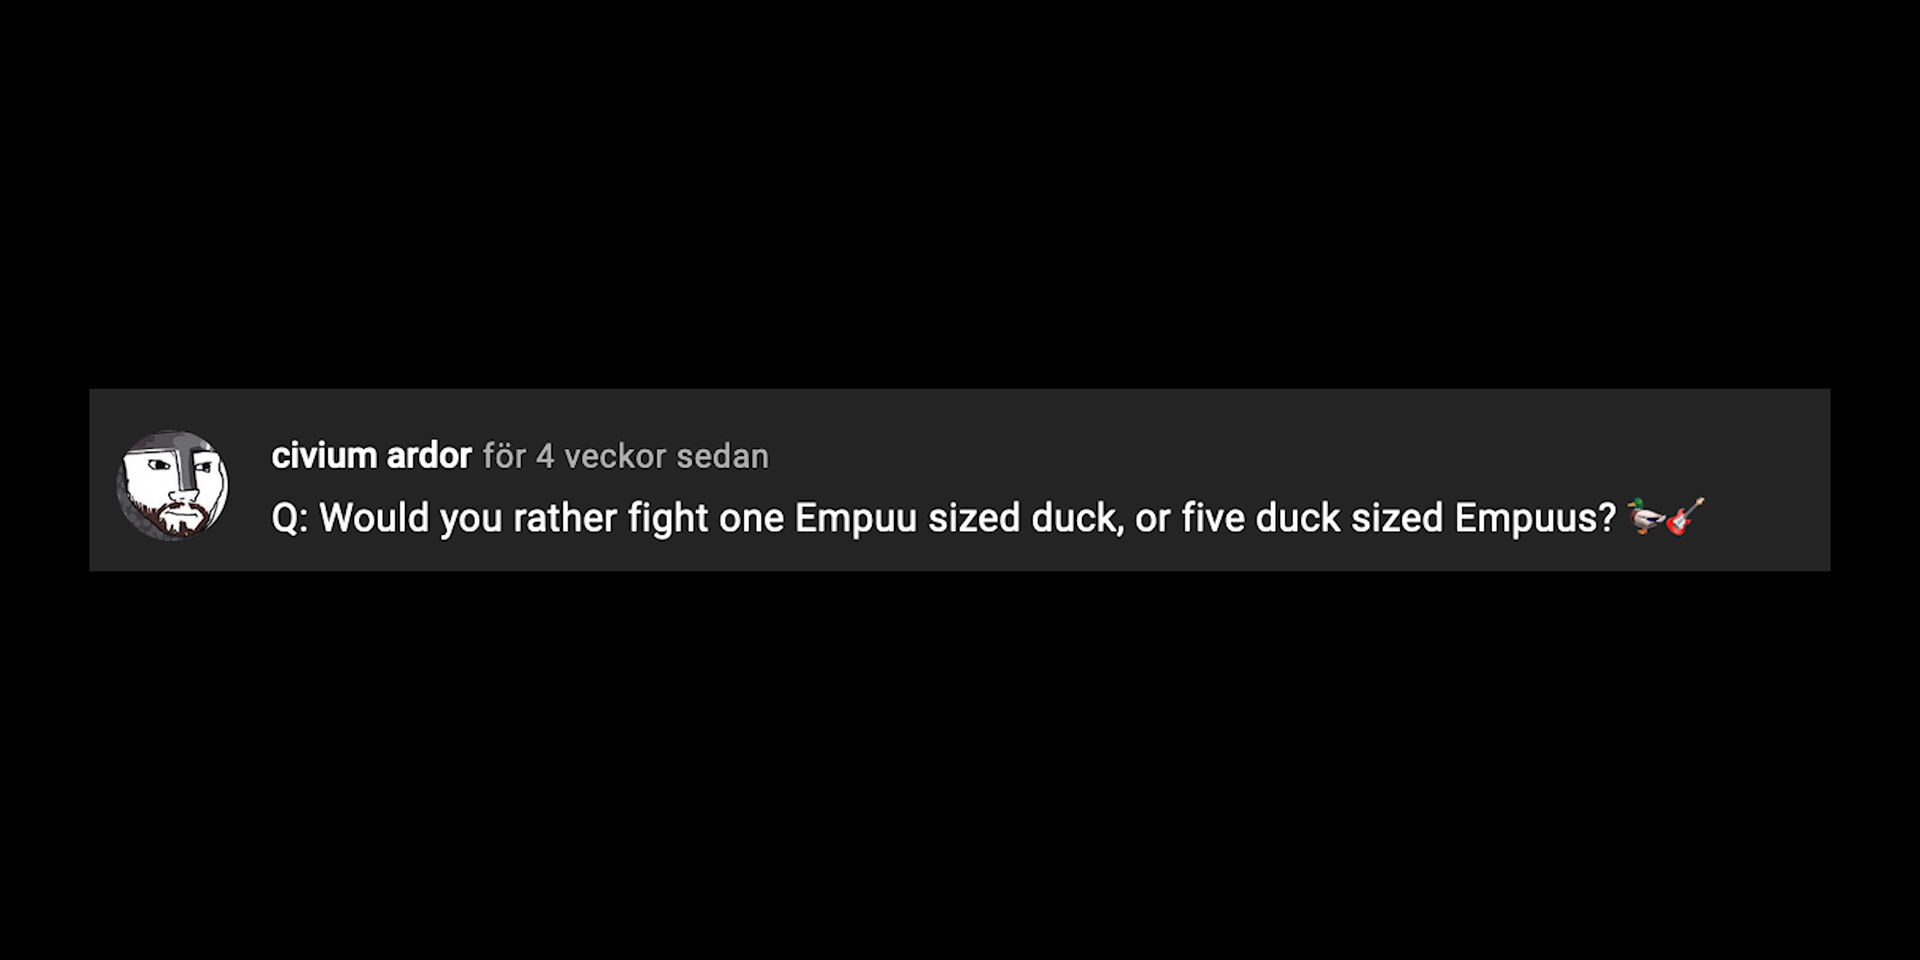 civium ardor för 4 veckor sedan
Q: Would you rather fight one Empuu sized duck, or five duck sized Empuus? 🦆🎸